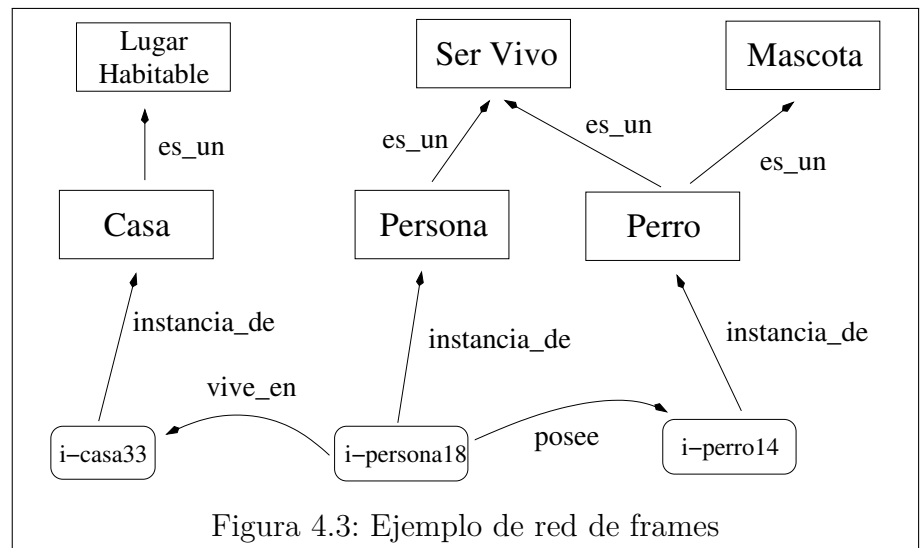 Lugar
Habitable
Ser Vivo
Mascota
es_un
es_un
es_un
es_un
Casa
Persona
Perro
instancia_de
instancia_de
instancia_de
vive_en
posee
i−casa33
i−persona18
i−perro14
Figura 4.3: Ejemplo de red de frames